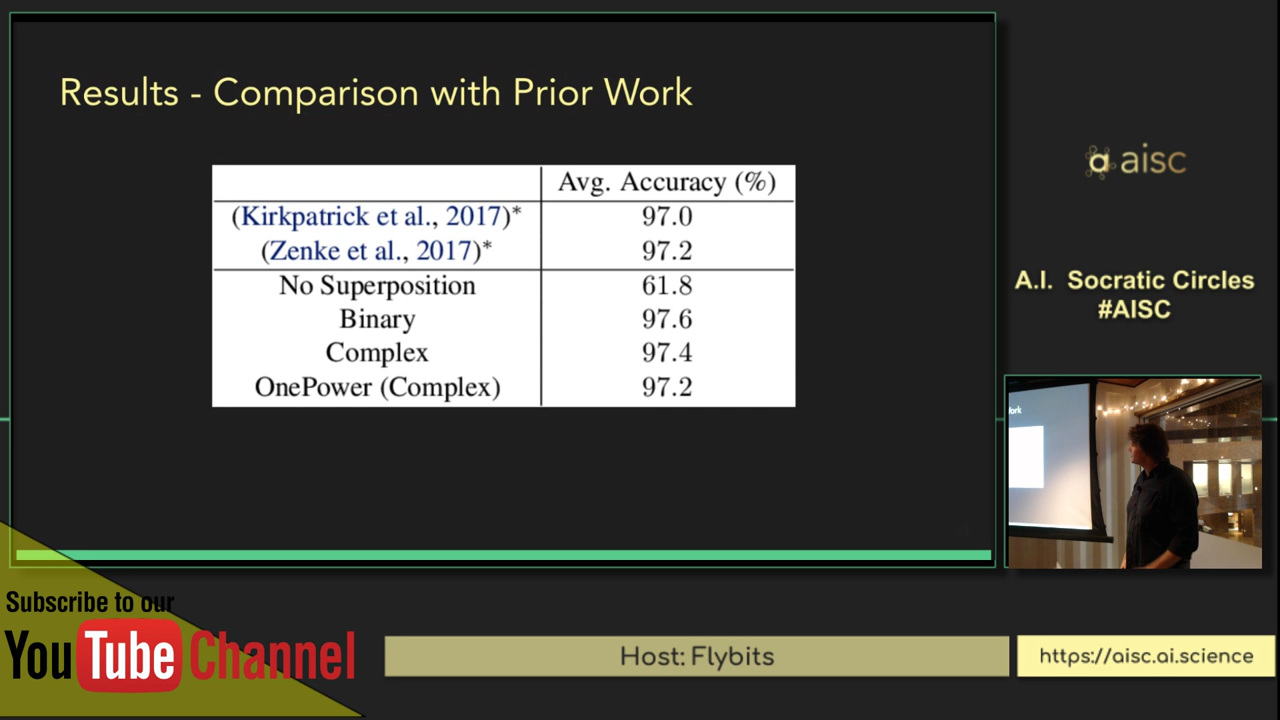 Results - Comparison with Prior Work
Avg. Accuracy (%)
(Kirkpatrick et al., 2017)* 97.0
(Zenke et al., 2017)* 97.2
No Superposition 61.8
Binary 97.6
Complex 97.4
OnePower (Complex) 97.2
a aisc
A.I. Socratic Circles
#AISC
Work
Subscribe to our
YouTube Channel
Host: Flybits
https://aisc.ai.science